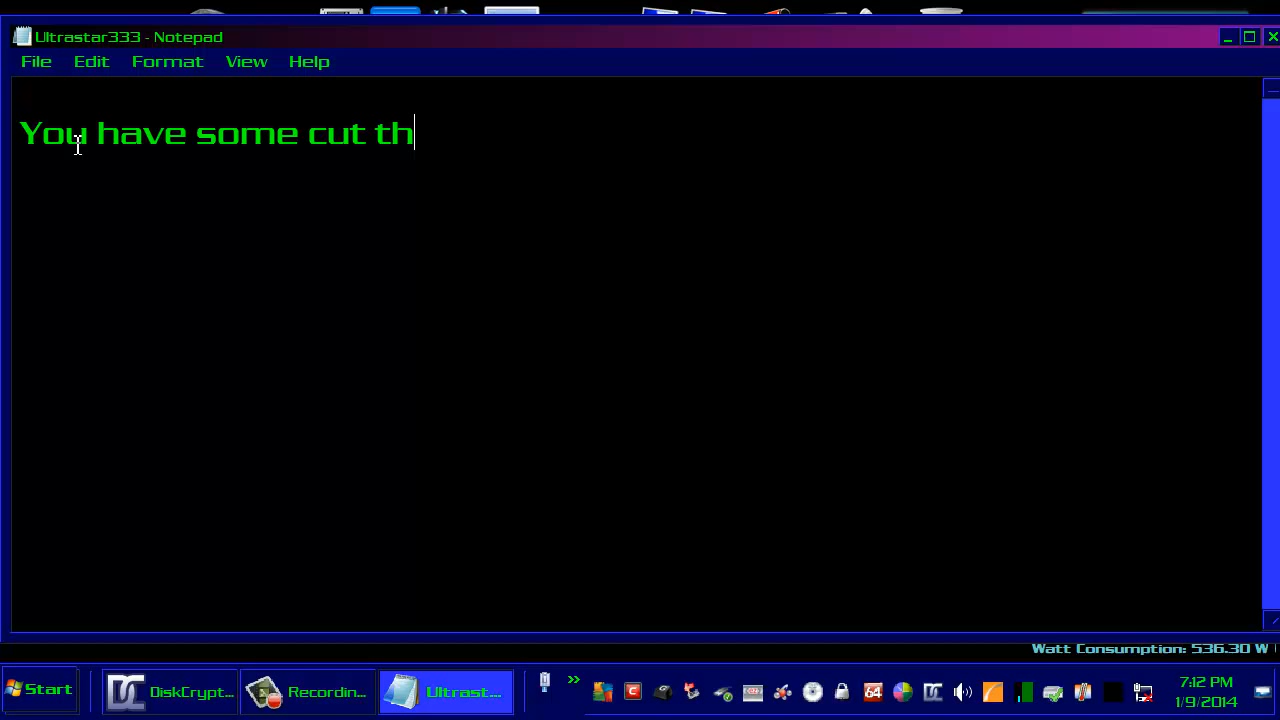 Ultrastar333 - Notepad
File Edit Format View Help
You have some cut th
Watt Consumption: 536.30 W
Start
DiskCrypt...
Recordin...
Ultrast...
64
7:12 PM
1/9/2014